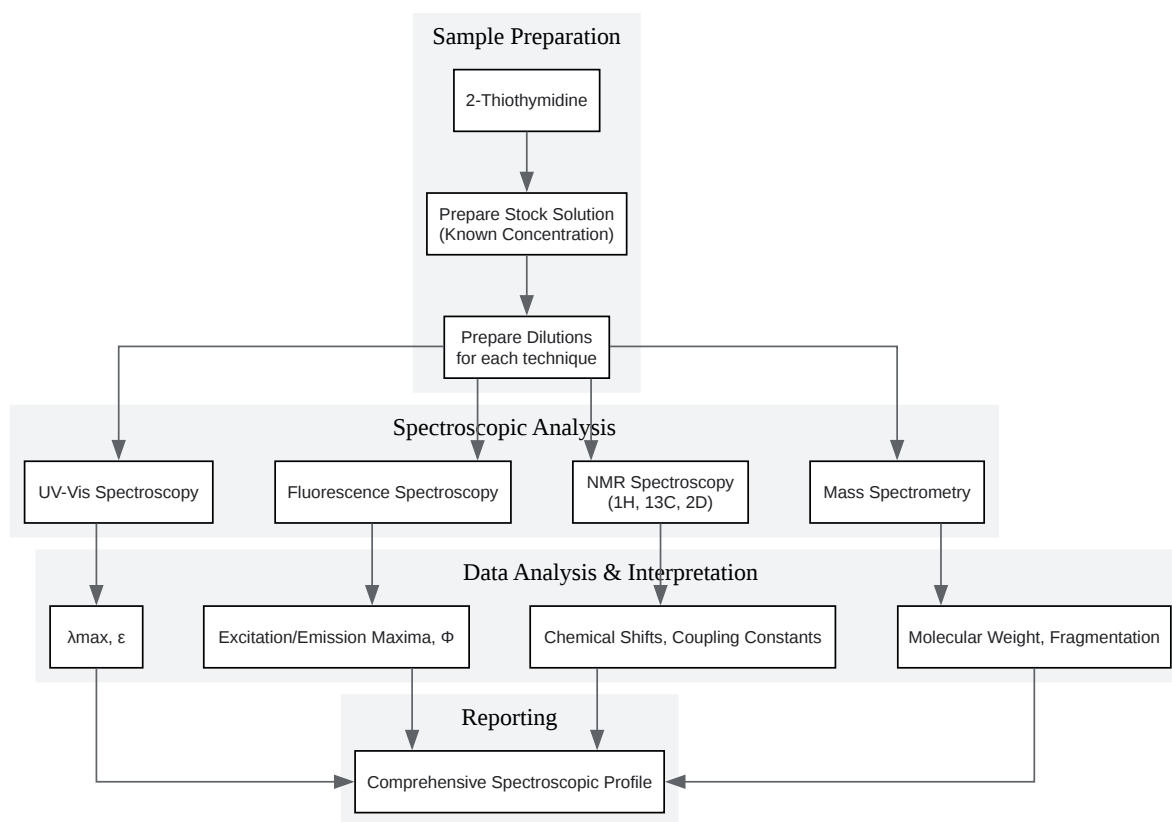 Sample Preparation
2-Thiothymidine
Prepare Stock Solution
(Known Concentration)
Prepare Dilutions
for each technique
Spectroscopic Analysis
UV-Vis Spectroscopy
Fluorescence Spectroscopy
NMR Spectroscopy
(1H, 13C, 2D)
Mass Spectrometry
Data Analysis & Interpretation
λmax, ε
Excitation/Emission Maxima, Φ
Chemical Shifts, Coupling Constants
Molecular Weight, Fragmentation
Reporting
Comprehensive Spectroscopic Profile